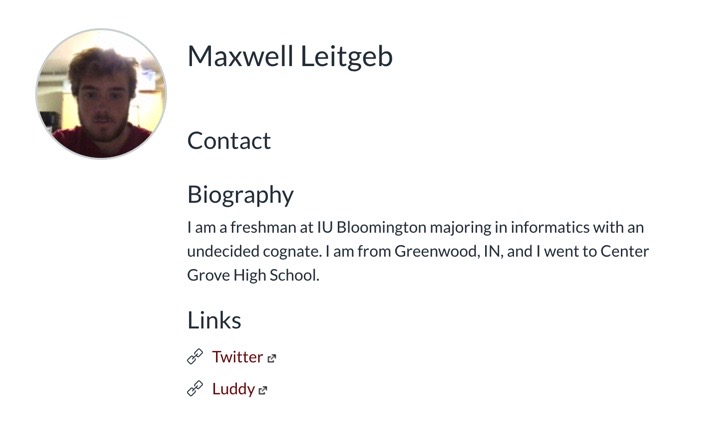 Maxwell Leitgeb
Contact
Biography
I am a freshman at IU Bloomington majoring in informatics with an
undecided cognate. I am from Greenwood, IN, and I went to Center
Grove High School.
Links
Twitter
Luddy